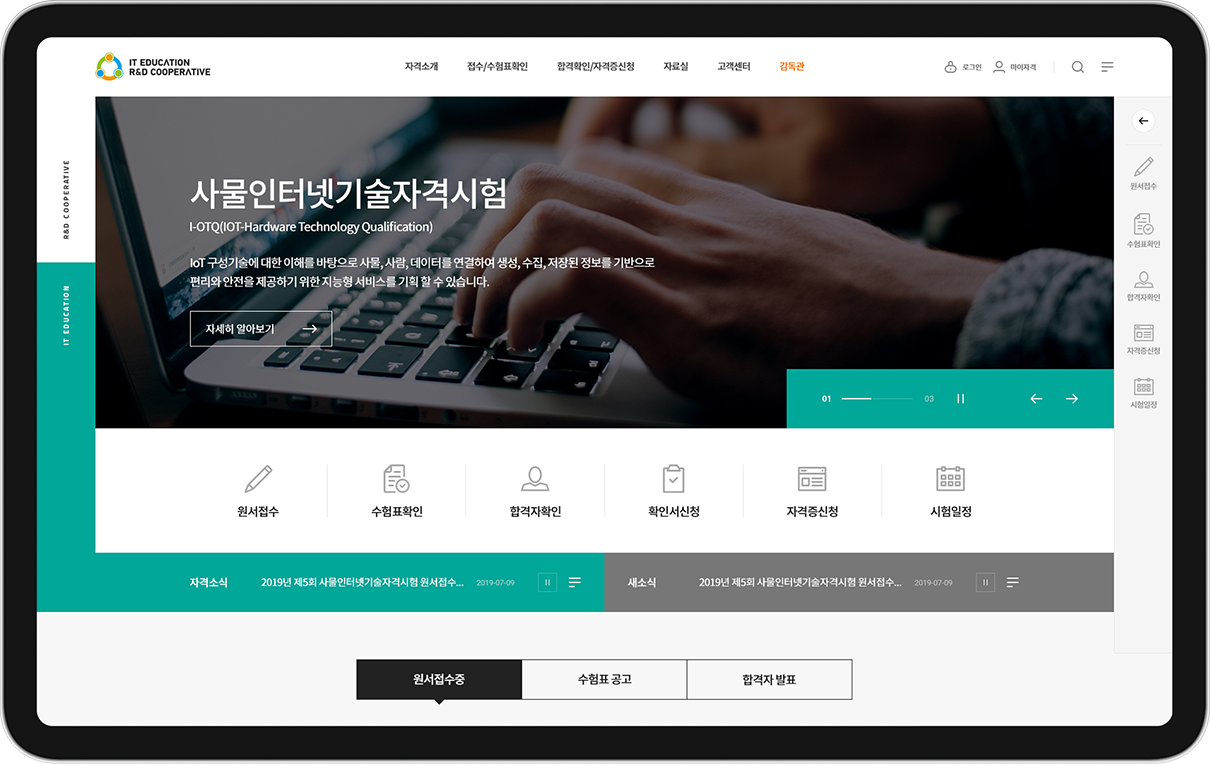 IT EDUCATION
R&D COOPERATIVE
자격소개
접수/수험표확인
합격확인/자격증신청
자료실
고객센터
감독관
로그인
마이자격
R&D COOPERATIVE
IT EDUCATION
사물인터넷기술자격시험
I-OTQ(IOT-Hardware Technology Qualification)
IoT 구성기술에 대한 이해를 바탕으로 사물, 사람, 데이터를 연결하여 생성, 수집, 저장된 정보를 기반으로
편리와 안전을 제공하기 위한 지능형 서비스를 기획 할 수 있습니다.
자세히 알아보기
01
03
원서접수
수험표확인
합격자확인
자격증신청
시험일정
원서접수
수험표확인
합격자확인
확인서신청
자격증신청
시험일정
자격소식
2019년 제5회 사물인터넷기술자격시험 원서접수...
2019-07-09
새소식
2019년 제5회 사물인터넷기술자격시험 원서접수...
2019-07-09
원서접수중
수험표 공고
합격자 발표